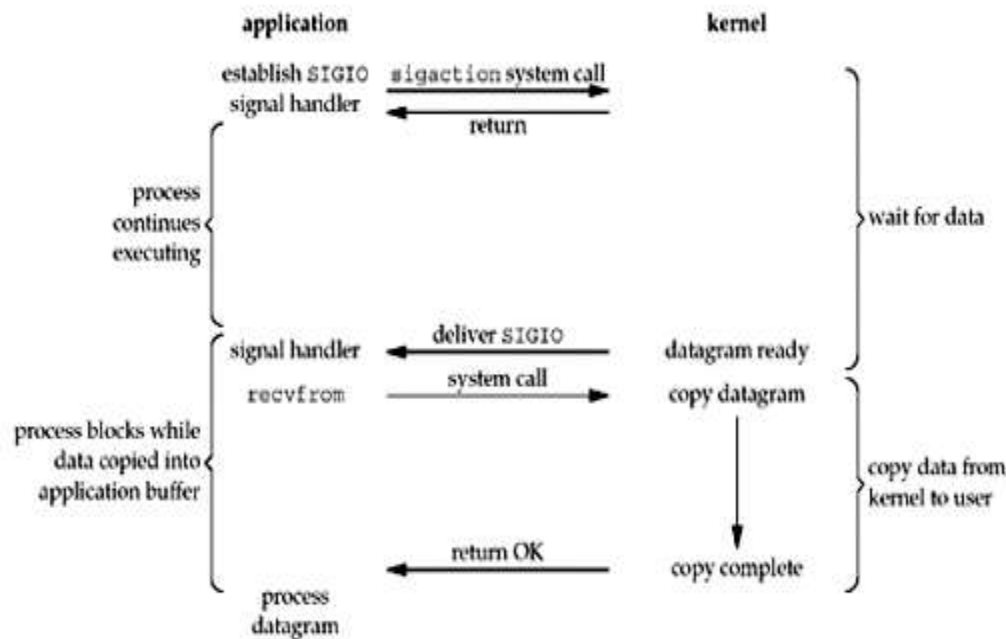 application
kernel
establish SIGIO
signal handler
sigaction system call
return
process
continues
executing
wait for data
signal handler
deliver SIGIO
datagram ready
recvfrom
system call
copy datagram
process blocks while
data copied into
application buffer
copy data from
kernel to user
return OK
copy complete
process
datagram